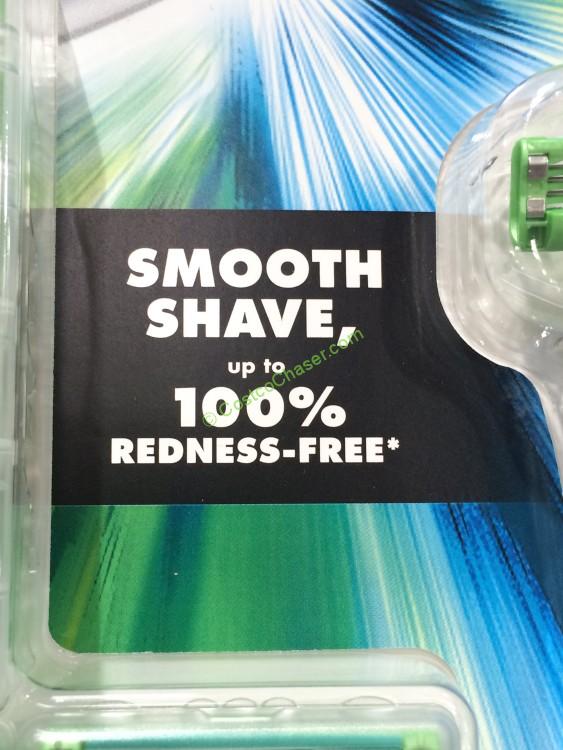 SMOOTH
SHAVE,
up to
100%
REDNESS-FREE*
© CostcoChaser.com